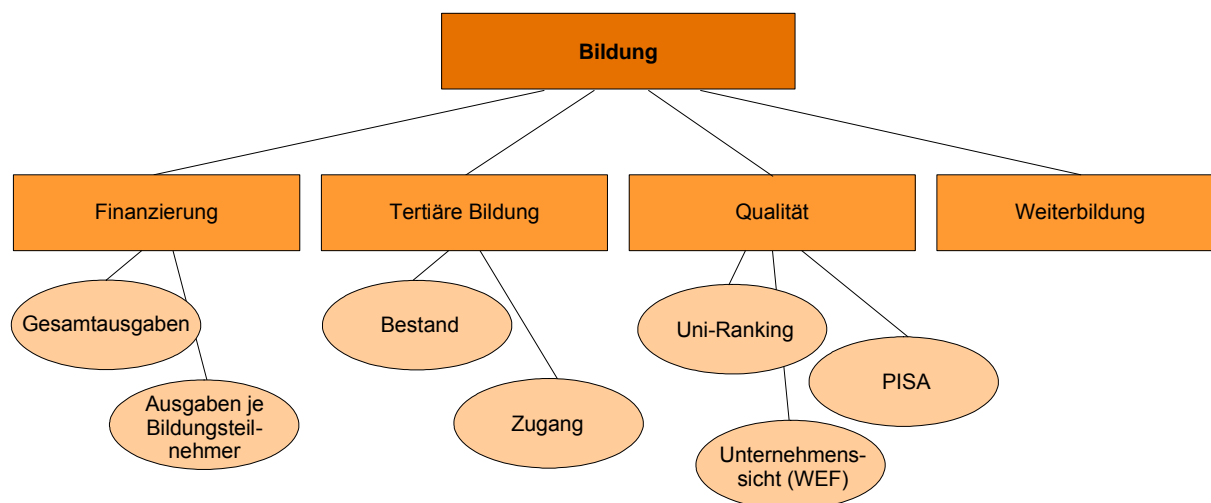 Bildung
Finanzierung
Tertiäre Bildung
Qualität
Weiterbildung
Gesamtausgaben
Bestand
Uni-Ranking
PISA
Ausgaben je
Bildungsteil-
nehmer
Zugang
Unternehmens-
sicht (WEF)